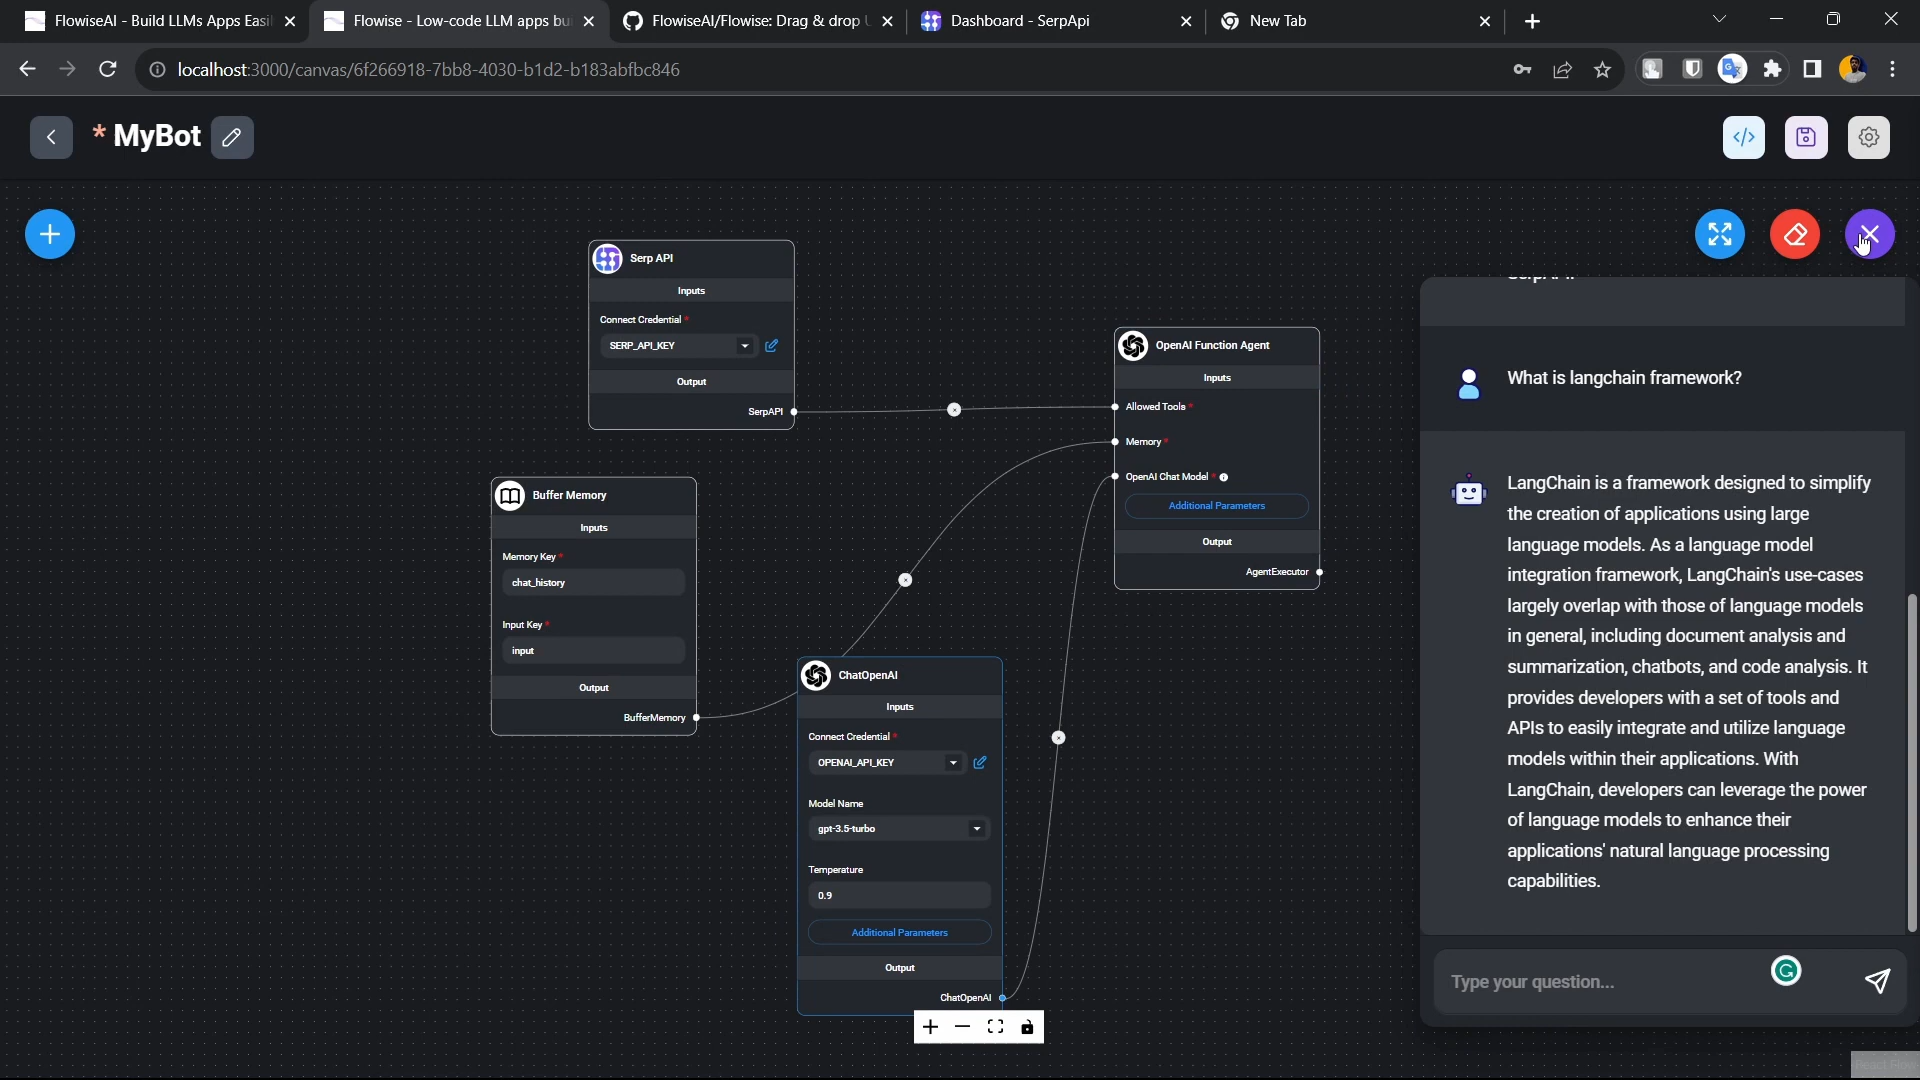 FlowiseAI - Build LLMs Apps Easil
Flowise - Low-code LLM apps bu
FlowiseAI/Flowise: Drag & drop U
Dashboard - SerpApi
New Tab
localhost:3000/canvas/6f266918-7bb8-4030-b1d2-b183abfbc846
* MyBot
Serp API
Inputs
Connect Credential *
SERP_API_KEY
Output
SerpAPI
Buffer Memory
Inputs
Memory Key *
chat_history
Input Key *
input
Output
BufferMemory
ChatOpenAI
Inputs
Connect Credential *
OPENAI_API_KEY
Model Name
gpt-3.5-turbo
Temperature
0.9
Additional Parameters
Output
ChatOpenAI
OpenAI Function Agent
Inputs
Allowed Tools *
Memory *
OpenAI Chat Model *
Additional Parameters
Output
AgentExecutor
What is langchain framework?
LangChain is a framework designed to simplify
the creation of applications using large
language models. As a language model
integration framework, LangChain's use-cases
largely overlap with those of language models
in general, including document analysis and
summarization, chatbots, and code analysis. It
provides developers with a set of tools and
APIs to easily integrate and utilize language
models within their applications. With
LangChain, developers can leverage the power
of language models to enhance their
applications' natural language processing
capabilities.
Type your question...